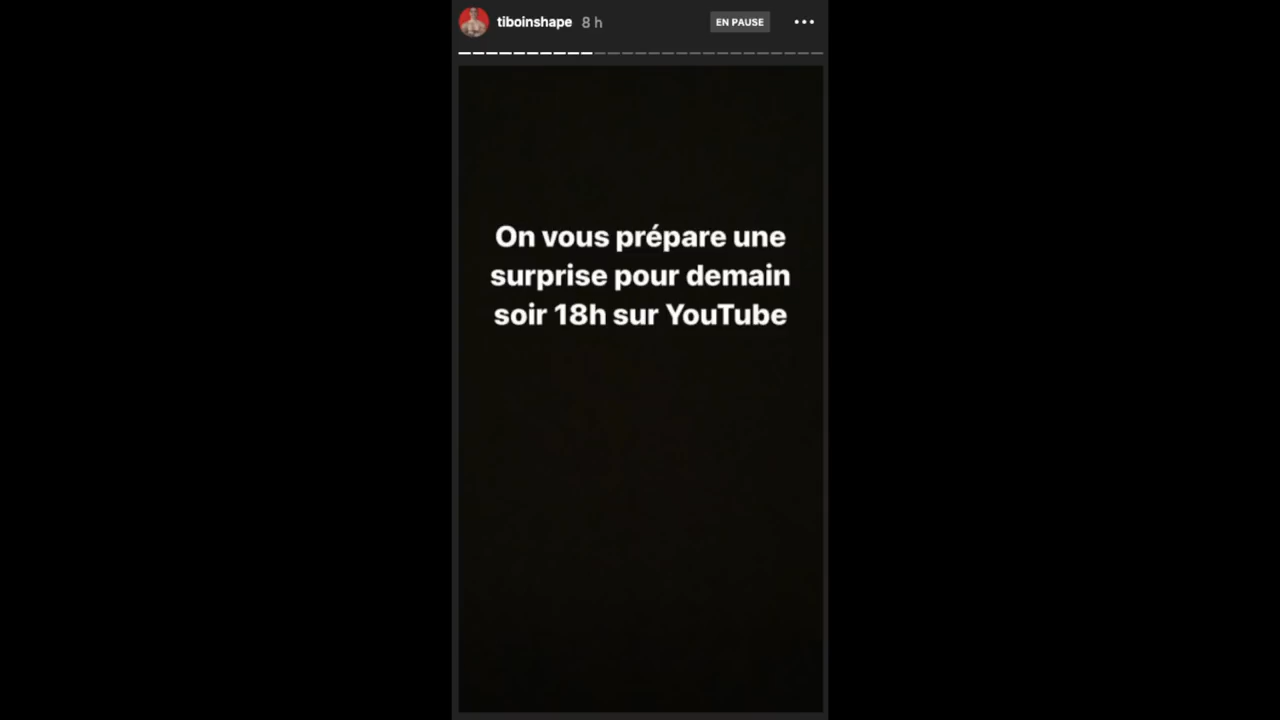 tiboinshape 8 h EN PAUSE
On vous prépare une
surprise pour demain
soir 18h sur YouTube